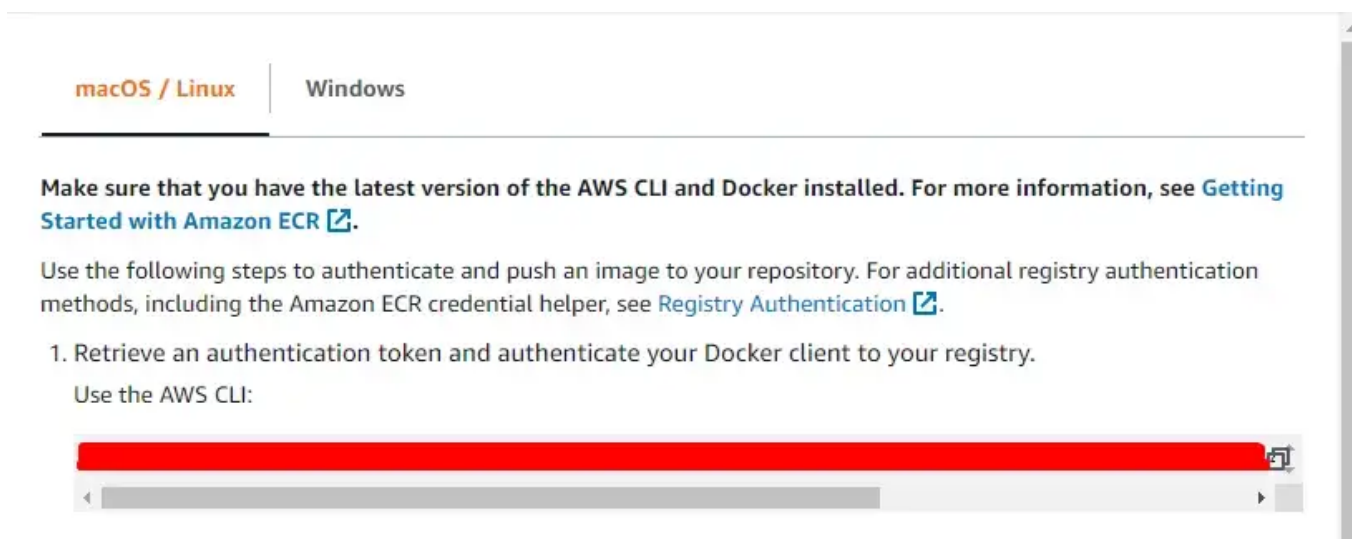 macOS / Linux
Windows
Make sure that you have the latest version of the AWS CLI and Docker installed. For more information, see Getting
Started with Amazon ECR.
Use the following steps to authenticate and push an image to your repository. For additional registry authentication
methods, including the Amazon ECR credential helper, see Registry Authentication.
1. Retrieve an authentication token and authenticate your Docker client to your registry.
Use the AWS CLI: